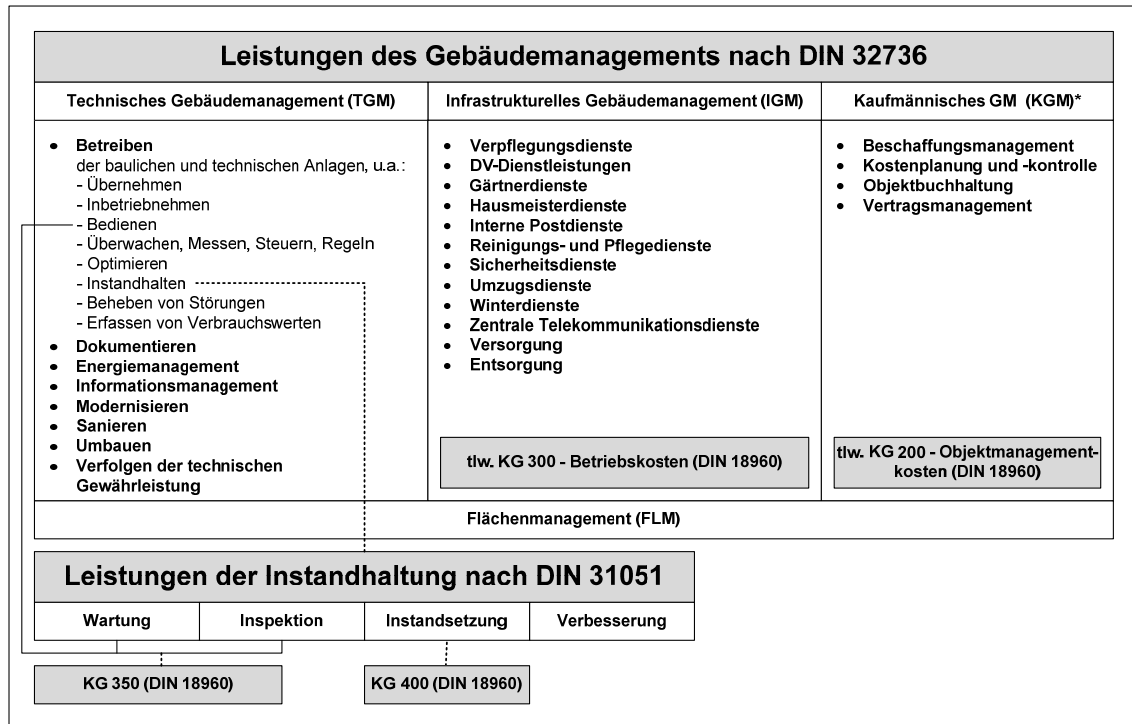 Leistungen des Gebäudemanagements nach DIN 32736
Technisches Gebäudemanagement (TGM)
• Betreiben
der baulichen und technischen Anlagen, u.a.:
- Übernehmen
- Inbetriebnehmen
- Bedienen
- Überwachen, Messen, Steuern, Regeln
- Optimieren
- Instandhalten
- Beheben von Störungen
- Erfassen von Verbrauchswerten
• Dokumentieren
• Energiemanagement
• Informationsmanagement
• Modernisieren
• Sanieren
• Umbauen
• Verfolgen der technischen
Gewährleistung
Infrastrukturelles Gebäudemanagement (IGM)
• Verpflegungsdienste
• DV-Dienstleistungen
• Gärtnerdienste
• Hausmeisterdienste
• Interne Postdienste
• Reinigungs- und Pflegedienste
• Sicherheitsdienste
• Umzugsdienste
• Winterdienste
• Zentrale Telekommunikationsdienste
• Versorgung
• Entsorgung
tlw. KG 300 - Betriebskosten (DIN 18960)
Kaufmännisches GM (KGM)*
• Beschaffungsmanagement
• Kostenplanung und -kontrolle
• Objektbuchhaltung
• Vertragsmanagement
tlw. KG 200 - Objektmanagement-
kosten (DIN 18960)
Flächenmanagement (FLM)
Leistungen der Instandhaltung nach DIN 31051
Wartung
Inspektion
Instandsetzung
Verbesserung
KG 350 (DIN 18960)
KG 400 (DIN 18960)